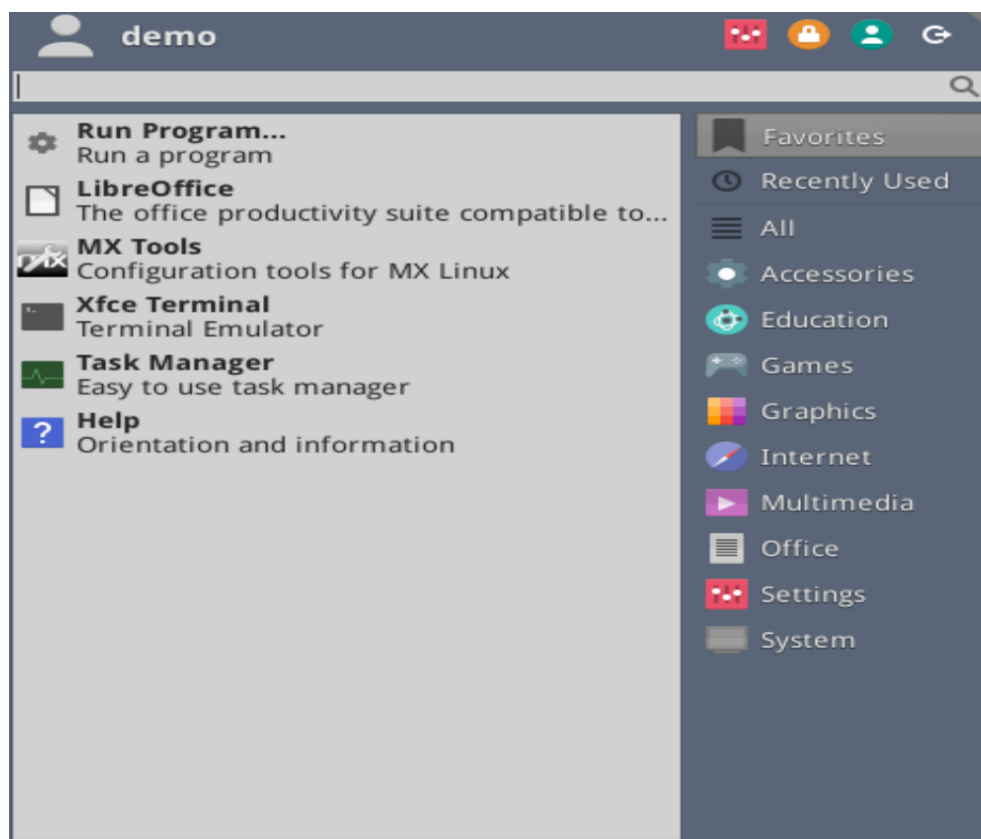 demo
Run Program...
Run a program
LibreOffice
The office productivity suite compatible to...
MX Tools
Configuration tools for MX Linux
Xfce Terminal
Terminal Emulator
Task Manager
Easy to use task manager
Help
Orientation and information
Favorites
Recently Used
All
Accessories
Education
Games
Graphics
Internet
Multimedia
Office
Settings
System